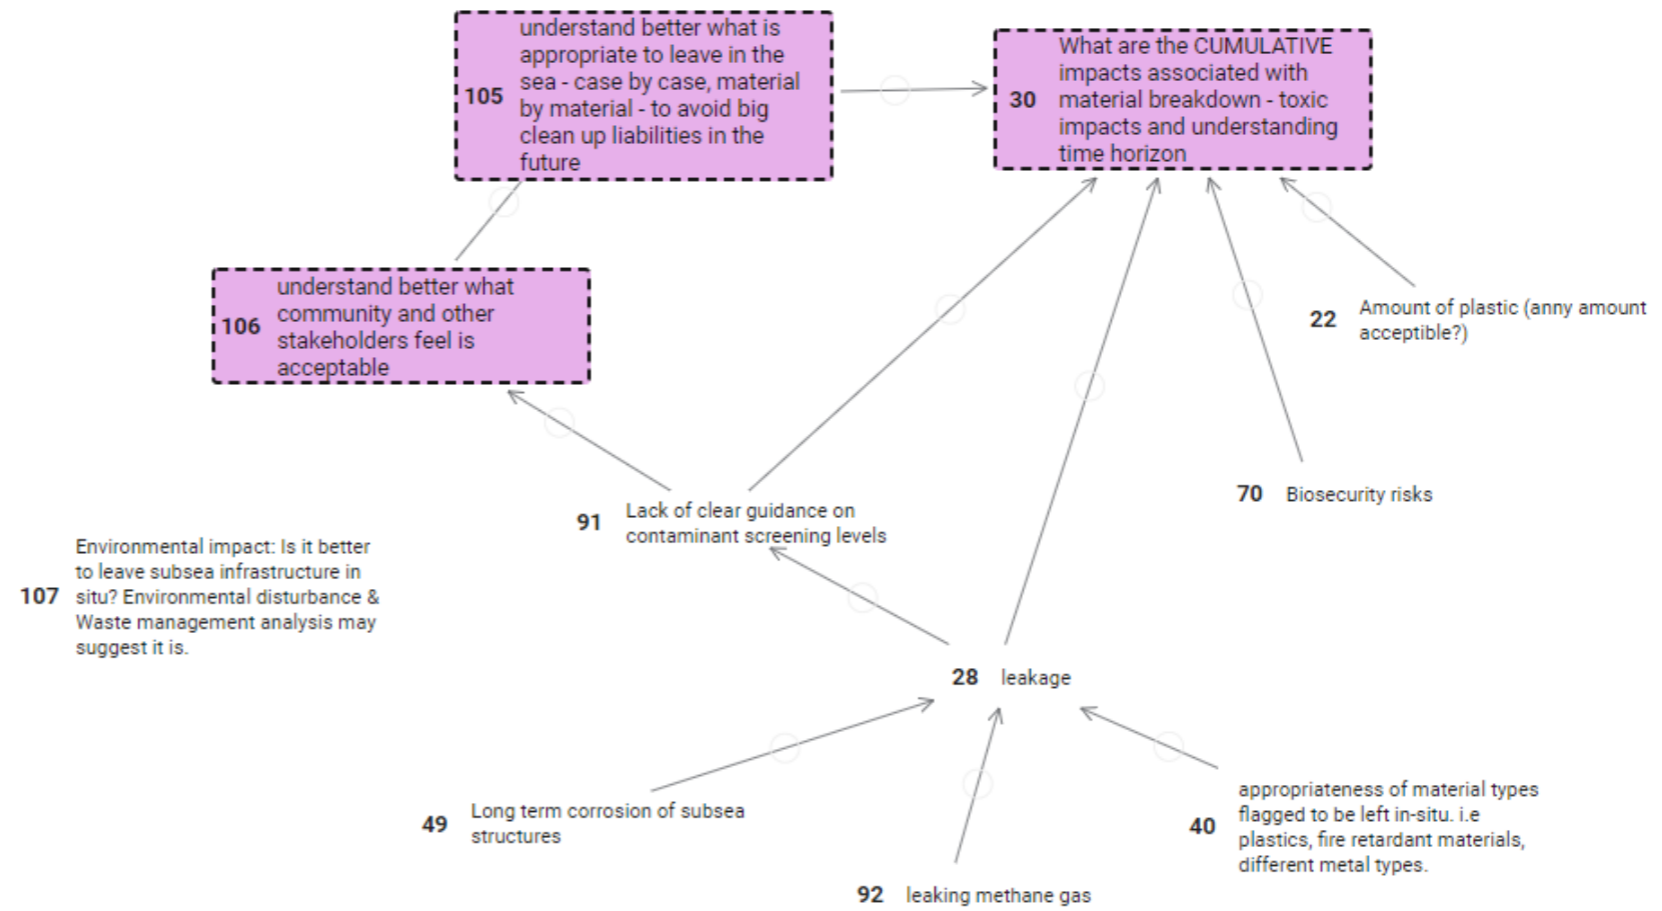 105
understand better what is
appropriate to leave in the
sea - case by case, material
by material - to avoid big
clean up liabilities in the
future
30
What are the CUMULATIVE
impacts associated with
material breakdown - toxic
impacts and understanding
time horizon
106
understand better what
community and other
stakeholders feel is
acceptable
22
Amount of plastic (anny amount
acceptible?)
70 Biosecurity risks
91
Lack of clear guidance on
contaminant screening levels
107
Environmental impact: Is it better
to leave subsea infrastructure in
situ? Environmental disturbance &
Waste management analysis may
suggest it is.
28 leakage
49
Long term corrosion of subsea
structures
40
appropriateness of material types
flagged to be left in-situ. i.e
plastics, fire retardant materials,
different metal types.
92 leaking methane gas